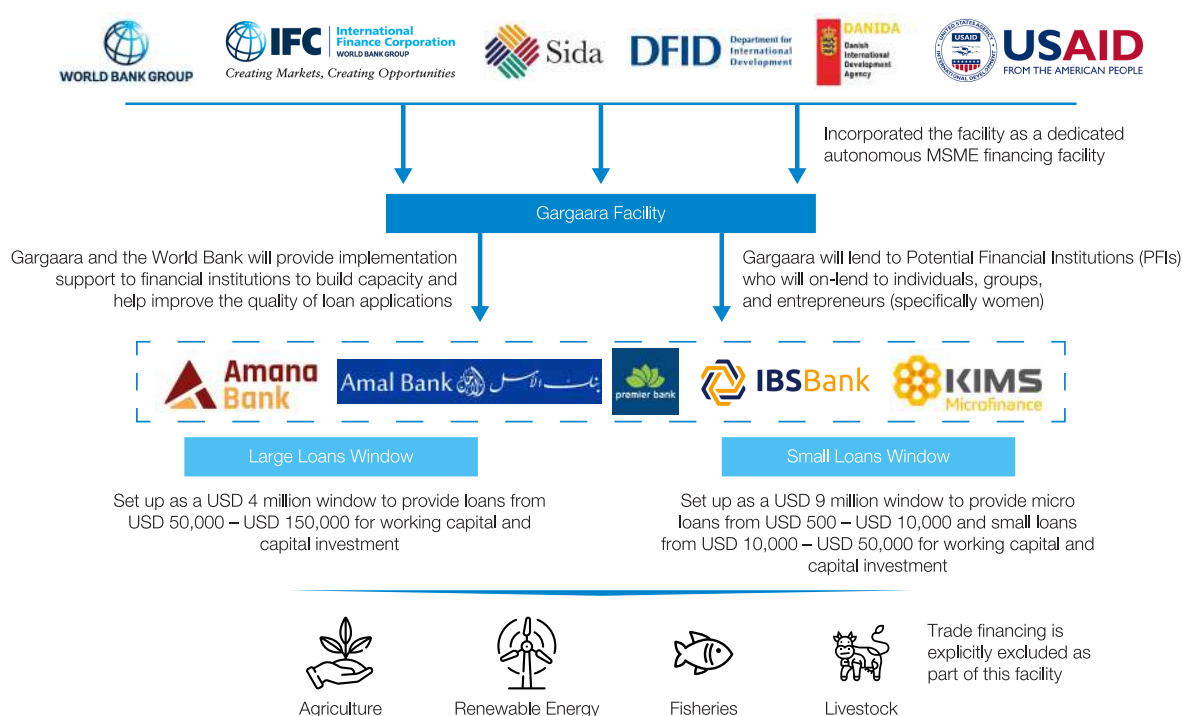 WORLD BANK GROUP
IFC
International
Finance Corporation
WORLD BANK GROUP
Creating Markets, Creating Opportunities
Sida
DFID
Department for
International
Development
DANIDA
Danish
International
Development
Agency
UNITED STATES AGENCY
INTERNATIONAL DEVELOPMENT
USAID
USAID
FROM THE AMERICAN PEOPLE
Incorporated the facility as a dedicated
autonomous MSME financing facility
Gargaara Facility
Gargaara and the World Bank will provide implementation
support to financial institutions to build capacity and
help improve the quality of loan applications
Gargaara will lend to Potential Financial Institutions (PFIs)
who will on-lend to individuals, groups,
and entrepreneurs (specifically women)
Amana
Bank
Amal Bank
بنك الأمل
premier bank
IBSBank
KIMS
Microfinance
Large Loans Window
Set up as a USD 4 million window to provide loans from
USD 50,000 – USD 150,000 for working capital and
capital investment
Small Loans Window
Set up as a USD 9 million window to provide micro
loans from USD 500 – USD 10,000 and small loans
from USD 10,000 – USD 50,000 for working capital and
capital investment
Agriculture
Renewable Energy
Fisheries
Livestock
Trade financing is
explicitly excluded as
part of this facility